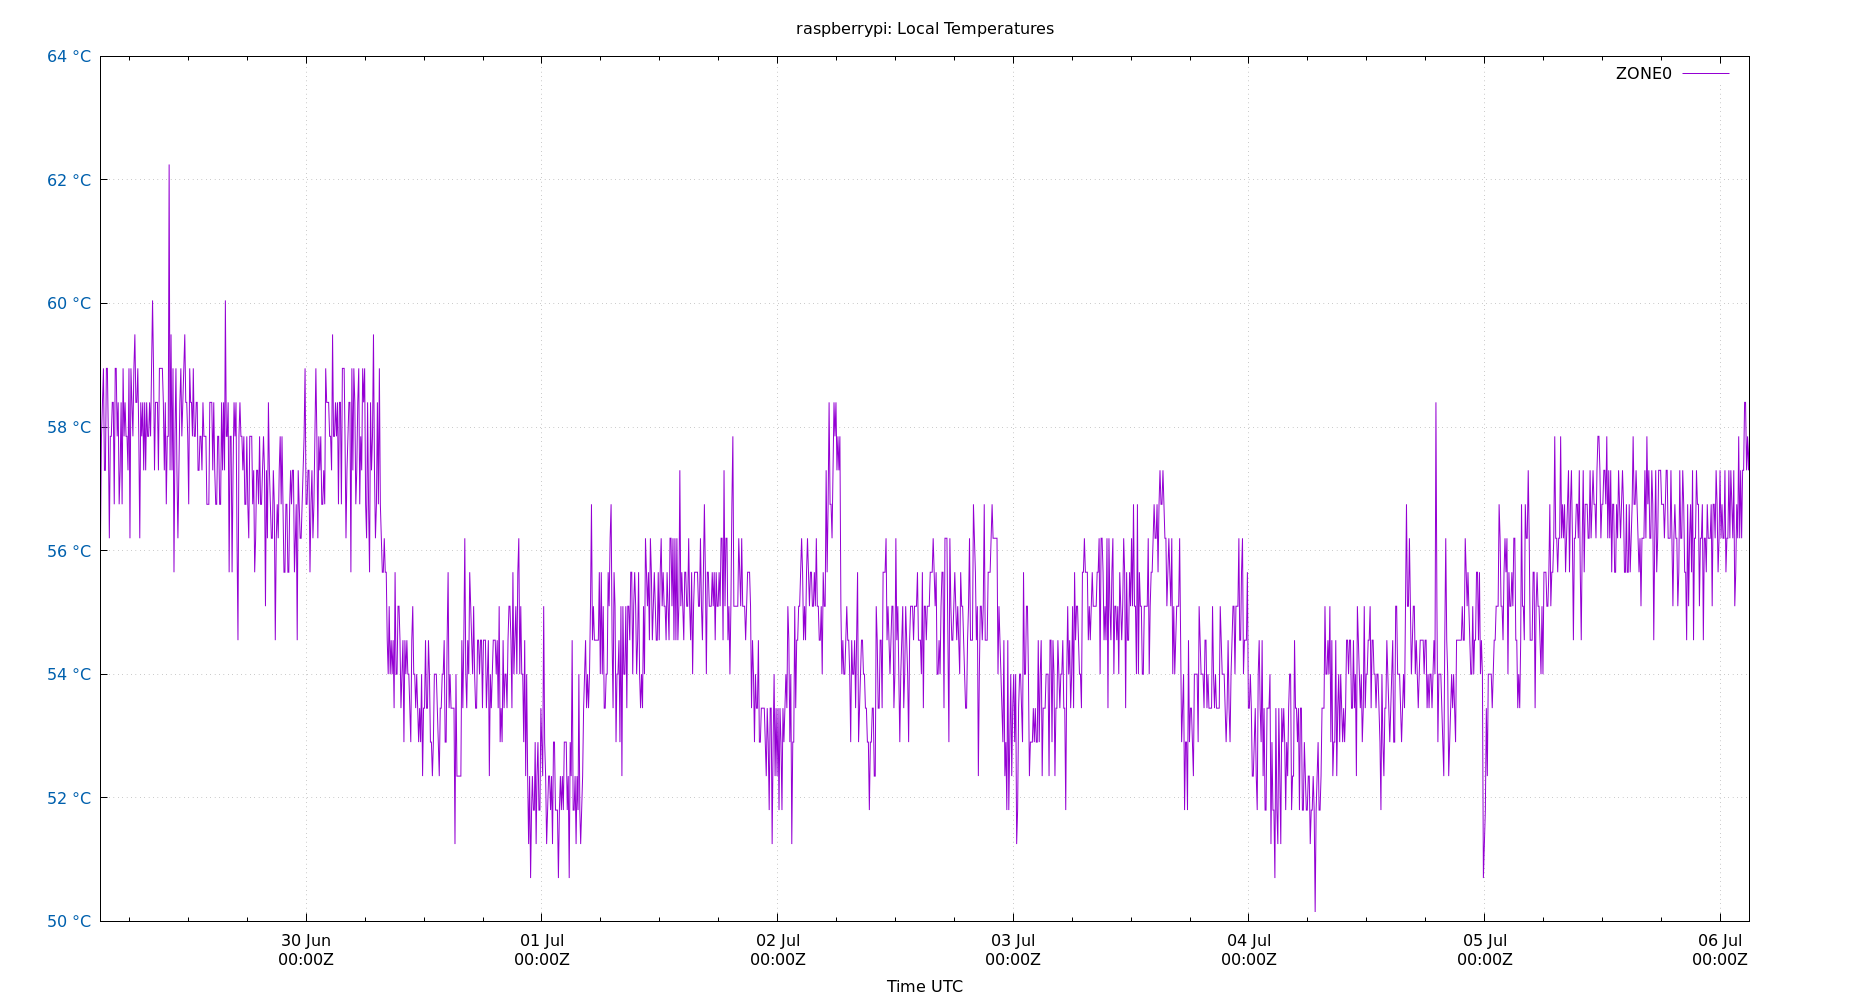 raspberrypi: Local Temperatures
64 °C
ZONE0
62 °C
60 °C
58 °C
56 °C
54 °C
52 °C
50 °C
30 Jun 01 Jul 02 Jul 03 Jul 04 Jul 05 Jul 06 Jul
00:00Z 00:00Z 00:00Z 00:00Z 00:00Z 00:00Z 00:00Z
Time UTC